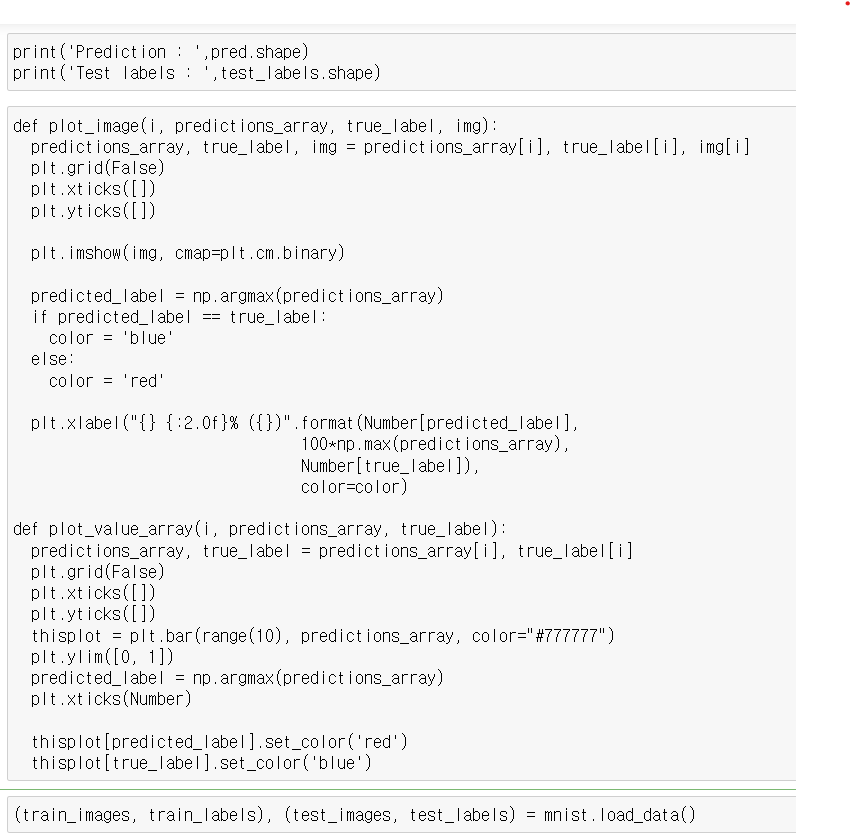 print('Prediction : ',pred.shape)
print('Test labels : ',test_labels.shape)
def plot_image(i, predictions_array, true_label, img):
  predictions_array, true_label, img = predictions_array[i], true_label[i], img[i]
  plt.grid(False)
  plt.xticks([])
  plt.yticks([])
  plt.imshow(img, cmap=plt.cm.binary)
  predicted_label = np.argmax(predictions_array)
  if predicted_label == true_label:
    color = 'blue'
  else:
    color = 'red'
  plt.xlabel("{} {:2.0f}% ({})".format(Number[predicted_label],
                                100*np.max(predictions_array),
                                Number[true_label]),
                                color=color)
def plot_value_array(i, predictions_array, true_label):
  predictions_array, true_label = predictions_array[i], true_label[i]
  plt.grid(False)
  plt.xticks([])
  plt.yticks([])
  thisplot = plt.bar(range(10), predictions_array, color="#777777")
  plt.ylim([0, 1])
  predicted_label = np.argmax(predictions_array)
  plt.xticks(Number)
  thisplot[predicted_label].set_color('red')
  thisplot[true_label].set_color('blue')
(train_images, train_labels), (test_images, test_labels) = mnist.load_data()